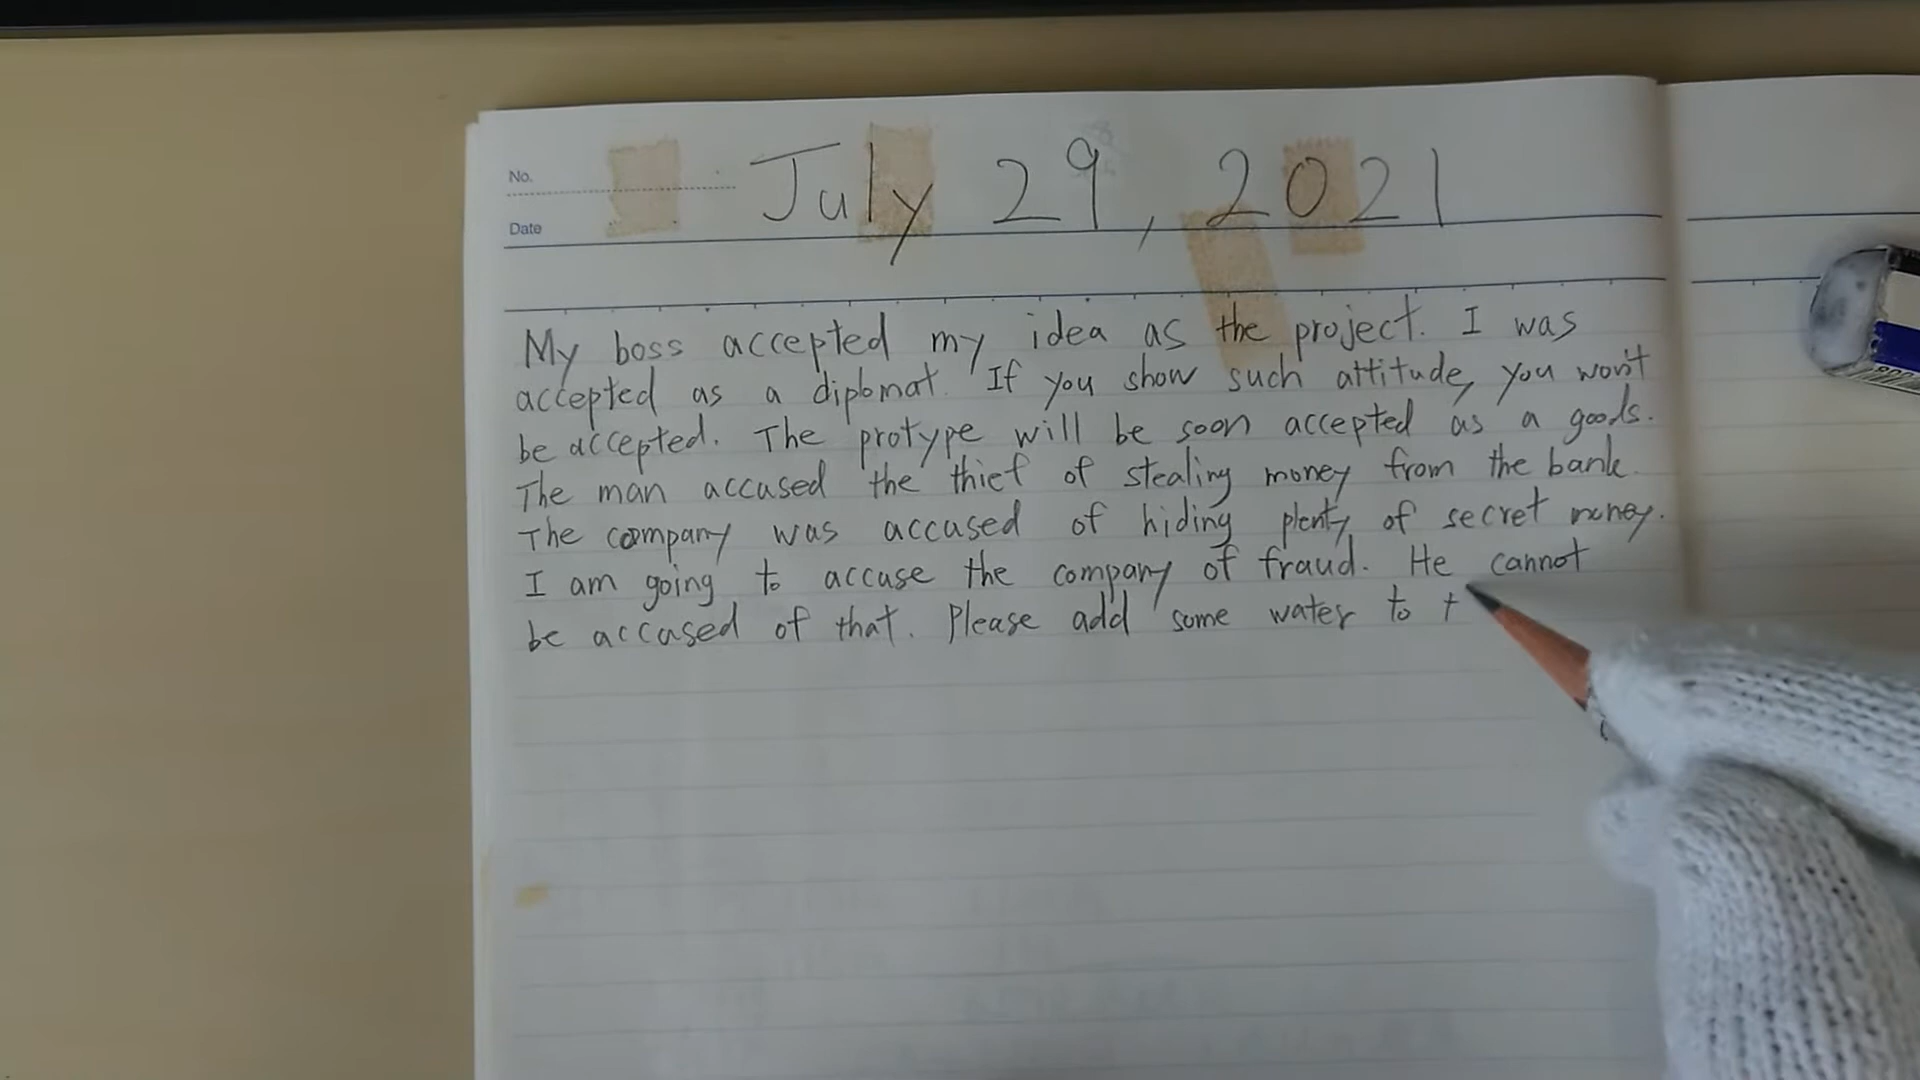 No.
July 29, 2021
Date
My boss accepted my idea as the project. I was
accepted as a diplomat. If you show such attitude, you won't
be accepted. The protype will be soon accepted as a goods.
The man accused the thief of stealing money from the bank.
The company was accused of hiding plenty of secret money.
I am going to accuse the company of fraud. He cannot
be accused of that. Please add some water to t